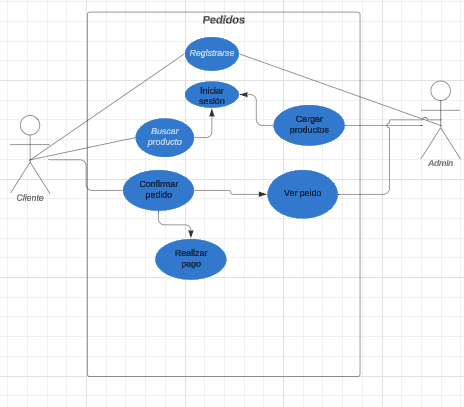 Pedidos
Registrarse
Iniciar
sesión
Cargar
productos
Buscar
producto
Admin
Cliente
Confirmar
pedido
Ver peido
Realizar
pago